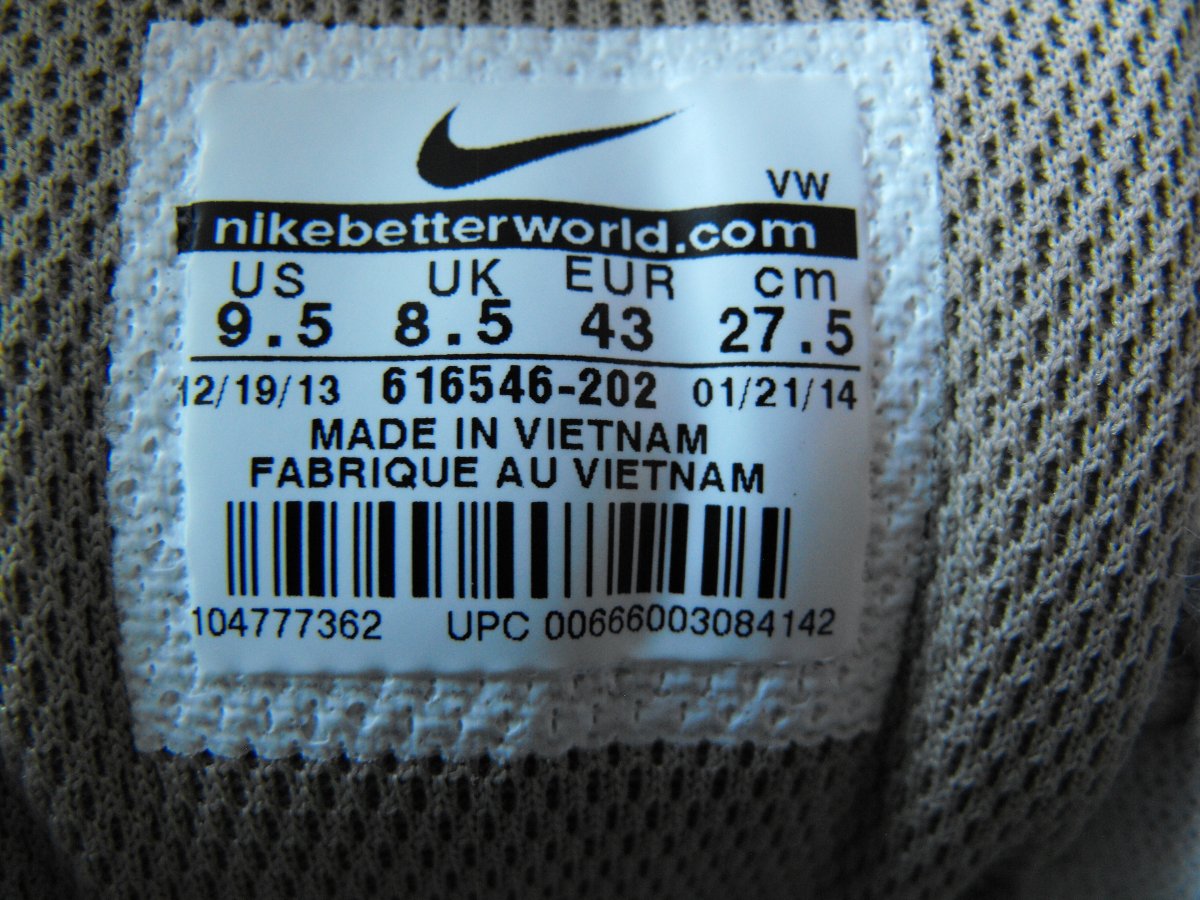 VW
nikebetterworld.com
US UK EUR cm
9.5 8.5 43 27.5
12/19/13 616546-202 01/21/14
MADE IN VIETNAM
FABRIQUE AU VIETNAM
104777362 UPC 00666003084142